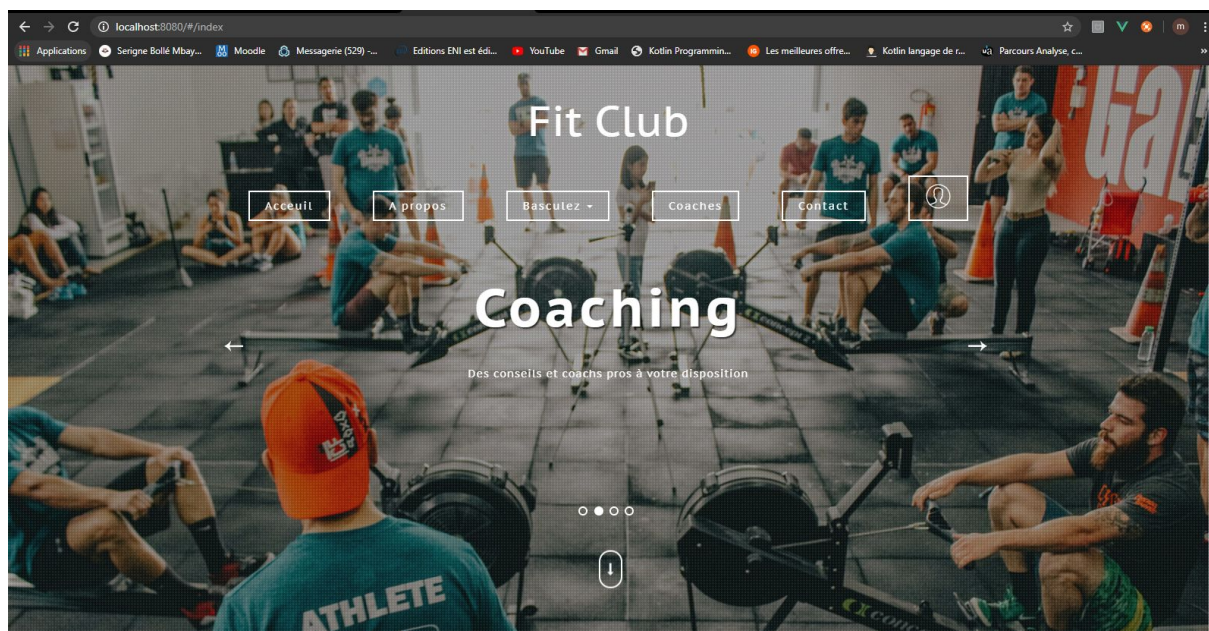 localhost:8080/#/index
m
Applications Serigne Bollé Mbay... Moodle Messagerie (529) -... Editions ENI est édi... YouTube Gmail Kotlin Programmin... Les meilleures offre... Kotlin langage de r... Parcours Analyse, c... »
Fit Club
Acceuil A propos Basculez Coaches Contact
Coaching
Des conseils et coachs pros à votre disposition
ATHLETE